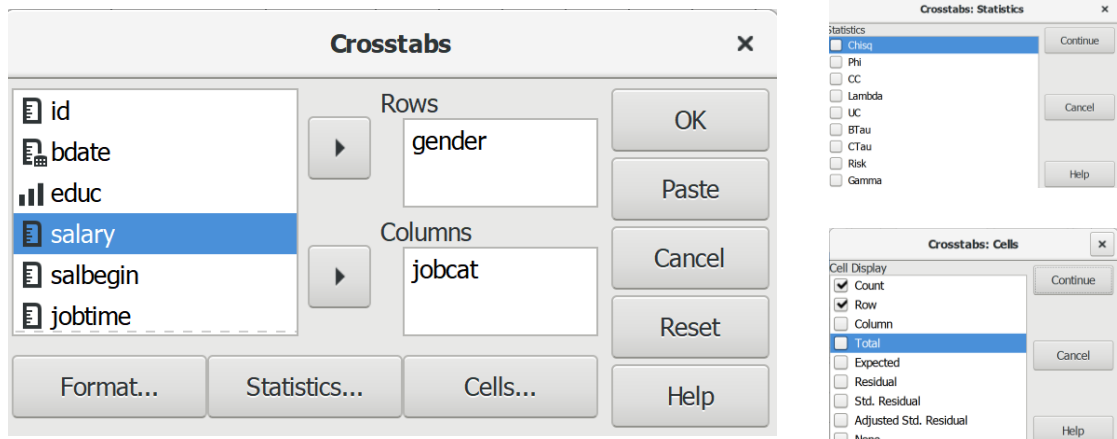 Crosstabs
id
bdate
educ
salary
salbegin
jobtime
Rows
gender
Columns
jobcat
OK
Paste
Cancel
Reset
Help
Format...
Statistics...
Cells...
Crosstabs: Statistics
Statistics
Chisq
Phi
CC
Lambda
UC
BTau
CTau
Risk
Gamma
Continue
Cancel
Help
Crosstabs: Cells
Cell Display
Count
Row
Column
Total
Expected
Residual
Std. Residual
Adjusted Std. Residual
None
Continue
Cancel
Help